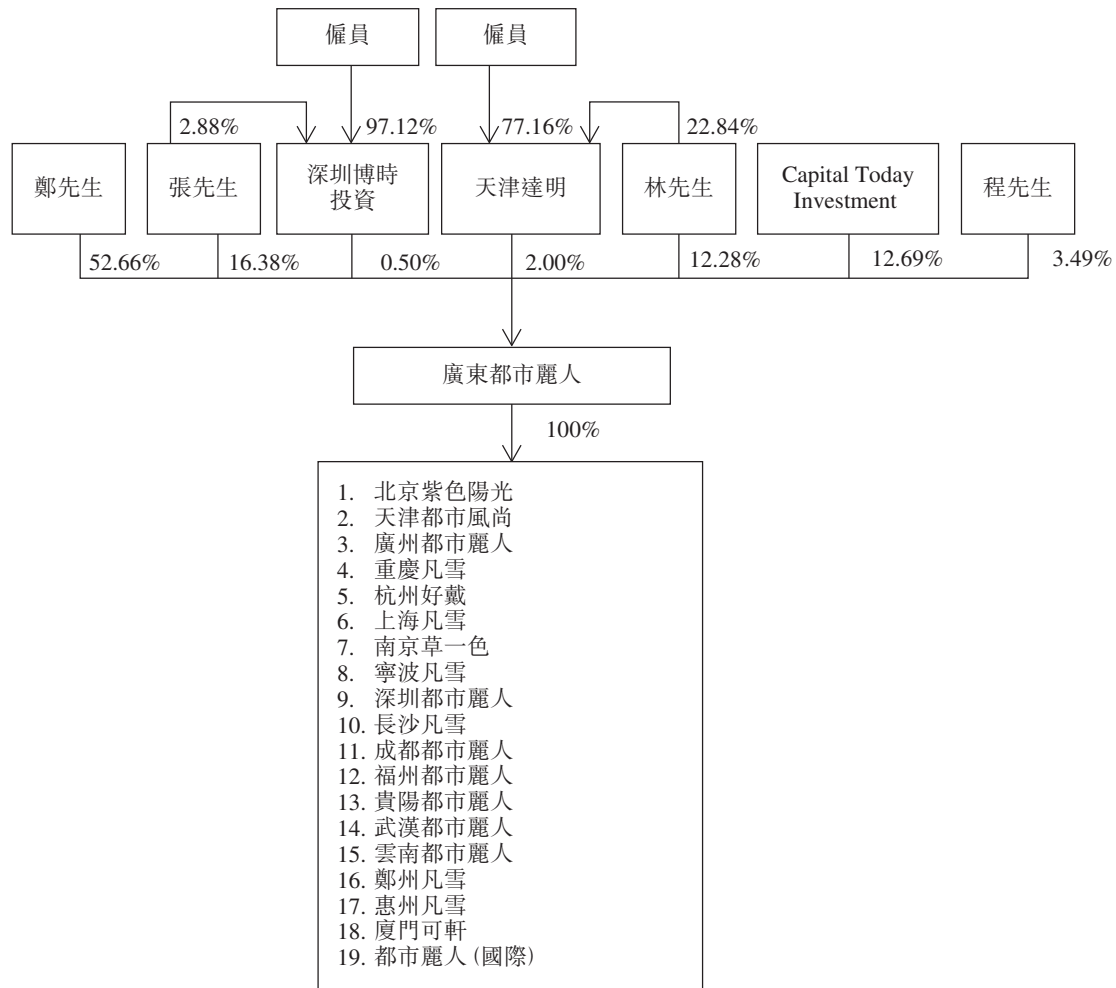 僱員
僱員
2.88%
97.12%
77.16%
22.84%
鄭先生
張先生
深圳博時
投資
天津達明
林先生
Capital Today
Investment
程先生
52.66%
16.38%
0.50%
2.00%
12.28%
12.69%
3.49%
廣東都市麗人
100%
1. 北京紫色陽光
2. 天津都市風尚
3. 廣州都市麗人
4. 重慶凡雪
5. 杭州好戴
6. 上海凡雪
7. 南京草一色
8. 寧波凡雪
9. 深圳都市麗人
10. 長沙凡雪
11. 成都都市麗人
12. 福州都市麗人
13. 貴陽都市麗人
14. 武漢都市麗人
15. 雲南都市麗人
16. 鄭州凡雪
17. 惠州凡雪
18. 廈門可軒
19. 都市麗人(國際)